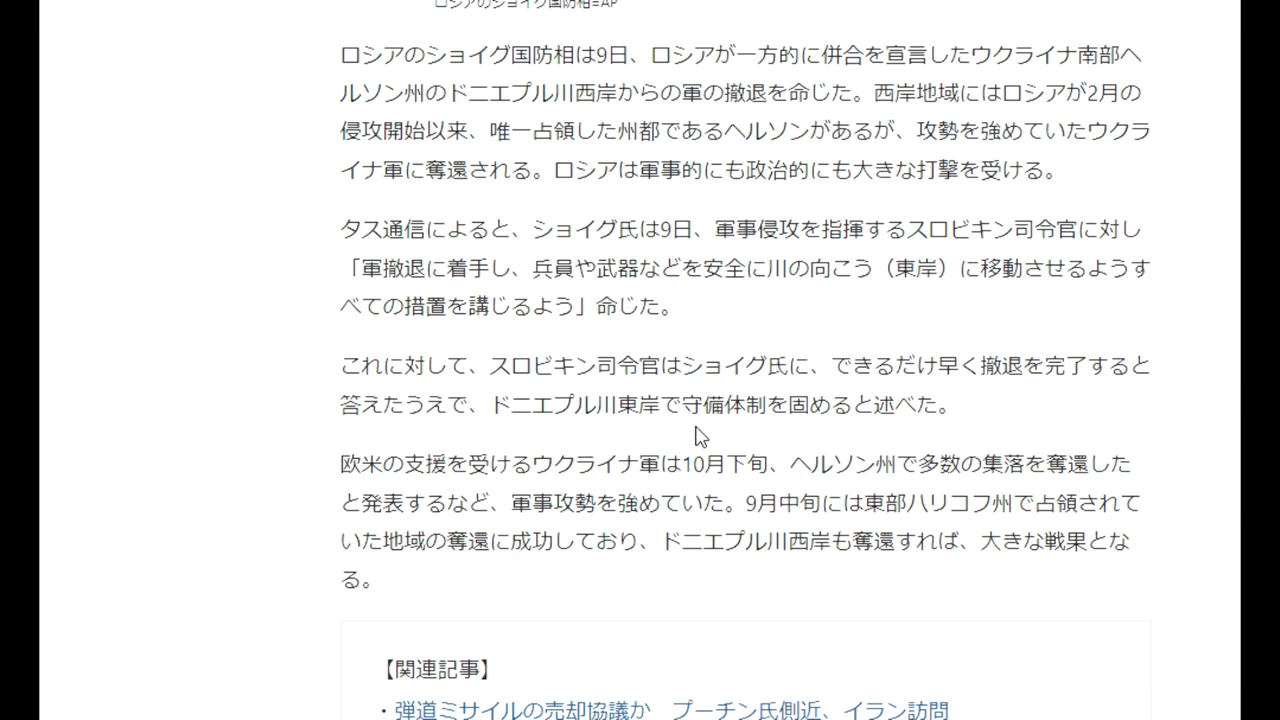 ロシアのショイグ国防相=AP
ロシアのショイグ国防相は9日、ロシアが一方的に併合を宣言したウクライナ南部ヘ
ルソン州のドニエプル川西岸からの軍の撤退を命じた。西岸地域にはロシアが2月の
侵攻開始以来、唯一占領した州都であるヘルソンがあるが、攻勢を強めていたウクラ
イナ軍に奪還される。ロシアは軍事的にも政治的にも大きな打撃を受ける。
タス通信によると、ショイグ氏は9日、軍事侵攻を指揮するスロビキン司令官に対し
「軍撤退に着手し、兵員や武器などを安全に川の向こう（東岸）に移動させるようす
べての措置を講じるよう」命じた。
これに対して、スロビキン司令官はショイグ氏に、できるだけ早く撤退を完了すると
答えたうえで、ドニエプル川東岸で守備体制を固めると述べた。
欧米の支援を受けるウクライナ軍は10月下旬、ヘルソン州で多数の集落を奪還した
と発表するなど、軍事攻勢を強めていた。9月中旬には東部ハリコフ州で占領されて
いた地域の奪還に成功しており、ドニエプル川西岸も奪還すれば、大きな戦果とな
る。
【関連記事】
・弾道ミサイルの売却協議か　プーチン氏側近、イラン訪問